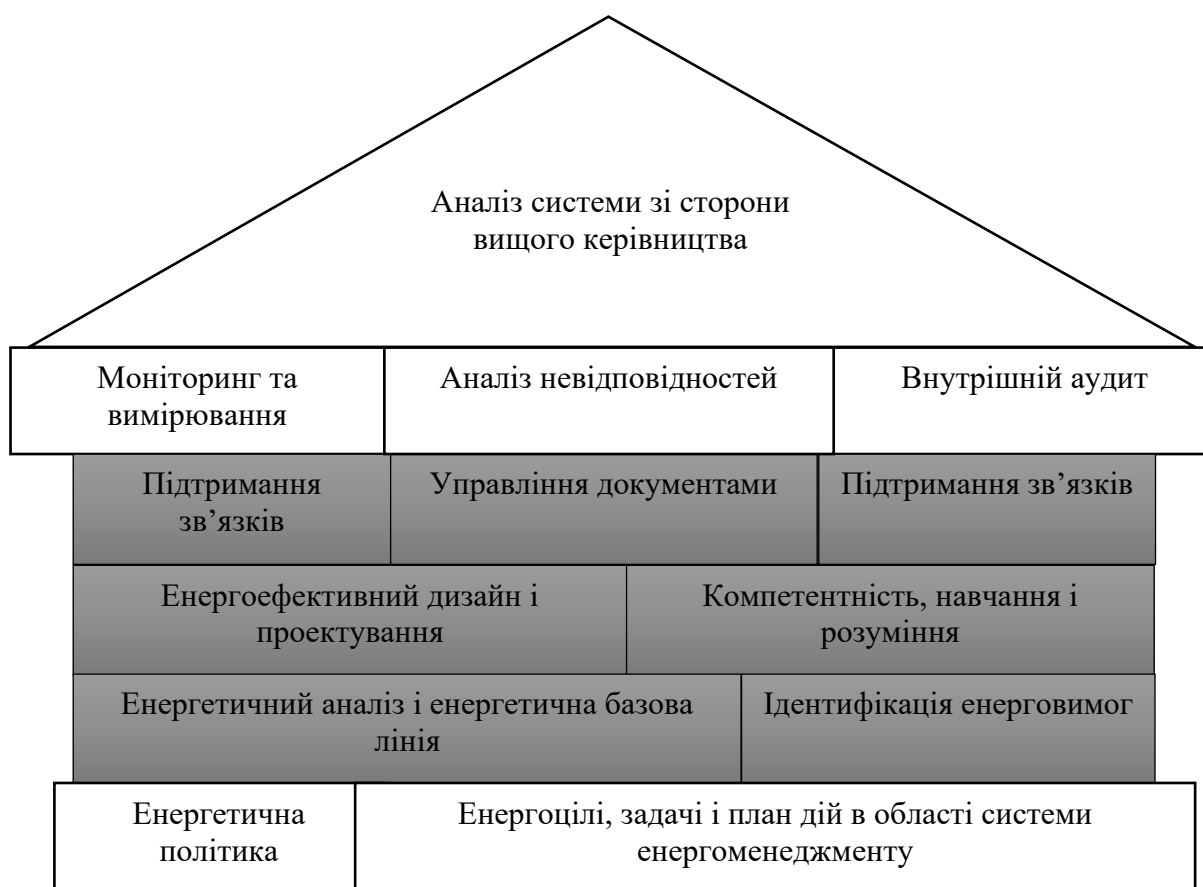 Аналіз системи зі сторони
вищого керівництва
Моніторинг та
вимірювання
Аналіз невідповідностей
Внутрішній аудит
Підтримання
зв’язків
Управління документами
Підтримання зв’язків
Енергоефективний дизайн і
проектування
Компетентність, навчання і
розуміння
Енергетичний аналіз і енергетична базова
лінія
Ідентифікація енерговимог
Енергетична
політика
Енергоцілі, задачі і план дій в області системи
енергоменеджменту